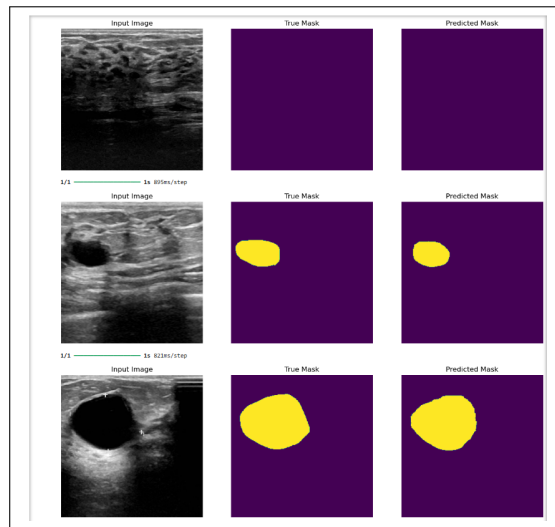 Input Image True Mask Predicted Mask
1/1 1s 895ms/step
Input Image True Mask Predicted Mask
1/1 1s 821ms/step
Input Image True Mask Predicted Mask